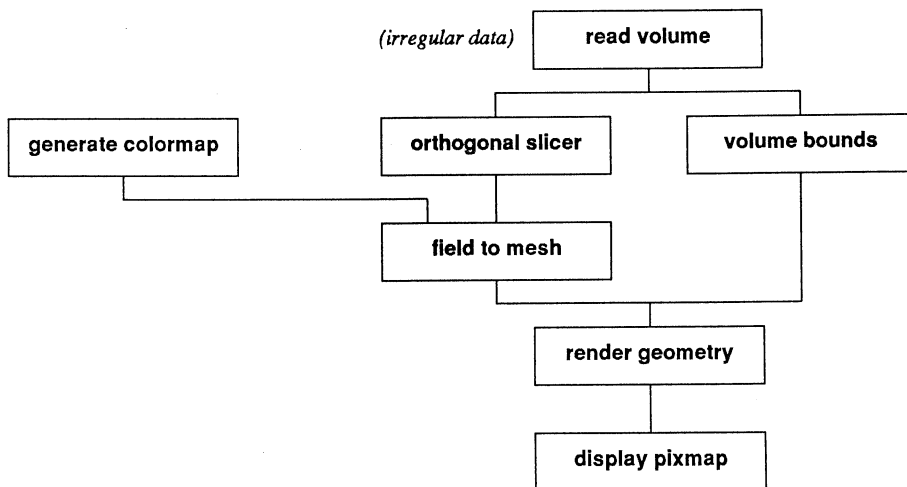 (irregular data)
read volume
generate colormap
orthogonal slicer
volume bounds
field to mesh
render geometry
display pixmap